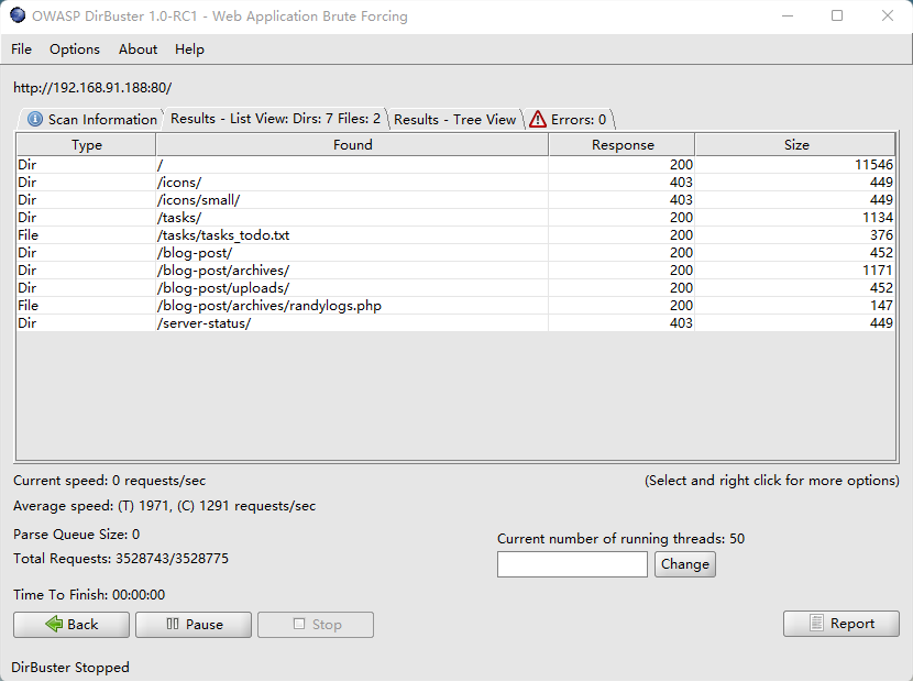 OWASP DirBuster 1.0-RC1 - Web Application Brute Forcing
File Options About Help
http://192.168.91.188:80/
Scan Information Results - List View: Dirs: 7 Files: 2 Results - Tree View Errors: 0
Type Found Response Size
Dir / 200 11546
Dir /icons/ 403 449
Dir /icons/small/ 403 449
Dir /tasks/ 200 1134
File /tasks/tasks_todo.txt 200 376
Dir /blog-post/ 200 452
Dir /blog-post/archives/ 200 1171
Dir /blog-post/uploads/ 200 452
File /blog-post/archives/randylogs.php 200 147
Dir /server-status/ 403 449
Current speed: 0 requests/sec (Select and right click for more options)
Average speed: (T) 1971, (C) 1291 requests/sec
Parse Queue Size: 0 Current number of running threads: 50
Total Requests: 3528743/3528775 Change
Time To Finish: 00:00:00
Back Pause Stop Report
DirBuster Stopped